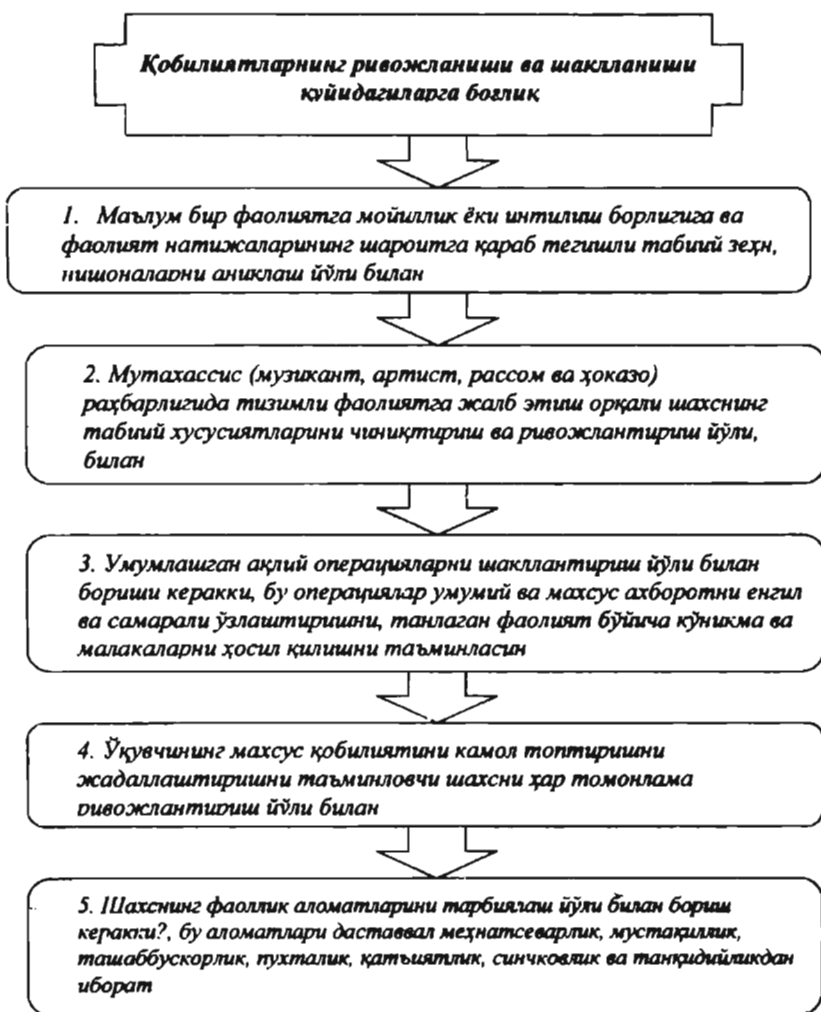 Қобилиятларнинг ривожланиши ва шаклланиши
қуйидагиларга боғлиқ
1. Маълум бир фаолиятга мойиллик ёки интилиш борлигига ва
фаолият натижаларининг шароитга қараб тегишли табиий зеҳн,
нишоналарни аниқлаш йўли билан
2. Мутахассис (музикант, артист, рассом ва ҳоказо)
раҳбарлигида тизимли фаолиятга жалб этиш орқали шахснинг
табиий хусусиятларини чиниқтириш ва ривожлантириш йўли,
билан
3. Умумлашган ақлий операцияларни шакллантириш йўли билан
бориши керакки, бу операциялар умумий ва махсус ахборотни енгил
ва самарали ўзлаштиришни, танлаган фаолият бўйича кўникма ва
малакаларни ҳосил қилишни таъминласин
4. Ўқувчининг махсус қобилиятини камол топтиришни
жадаллаштиришни таъминловчи шахсни ҳар томонлама
ривожлантириш йўли билан
5. Шахснинг фаоллик аломатларини тарбиялаш йўли билан бориш
керакки?, бу аломатлари даставвал меҳнатсеварлик, мустақиллик,
ташаббускорлик, пухталик, қатъиятлик, синчковлик ва танқидийликдан
иборат